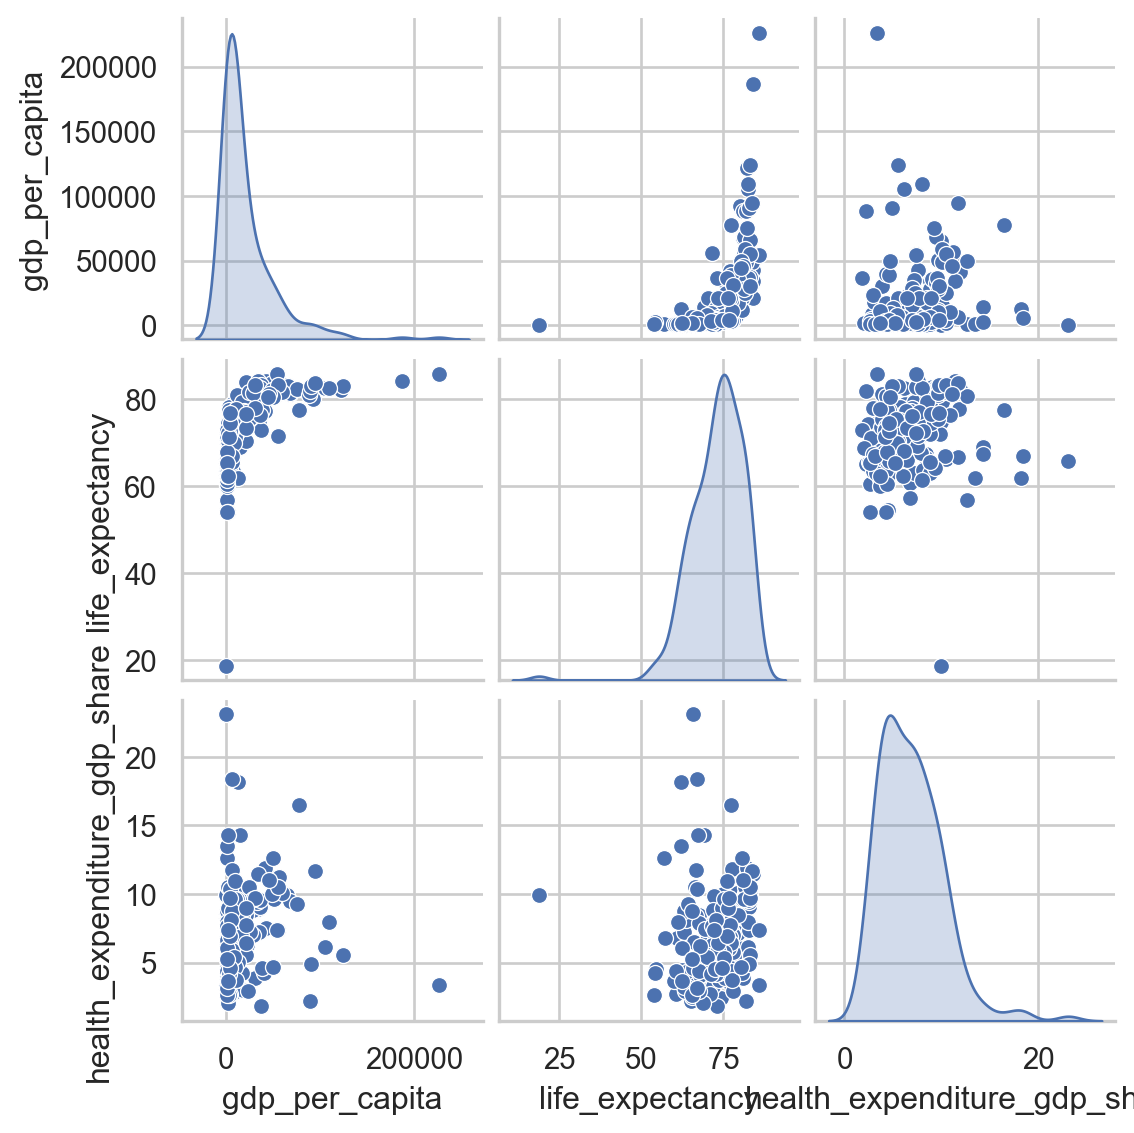 gdp_per_capita
200000
150000
100000
50000
0
life_expectancy
80
60
40
20
health_expenditure_gdp_share
20
15
10
5
0 200000
25 50 75
0 20
gdp_per_capita
life_expectancy
health_expenditure_gdp_sh